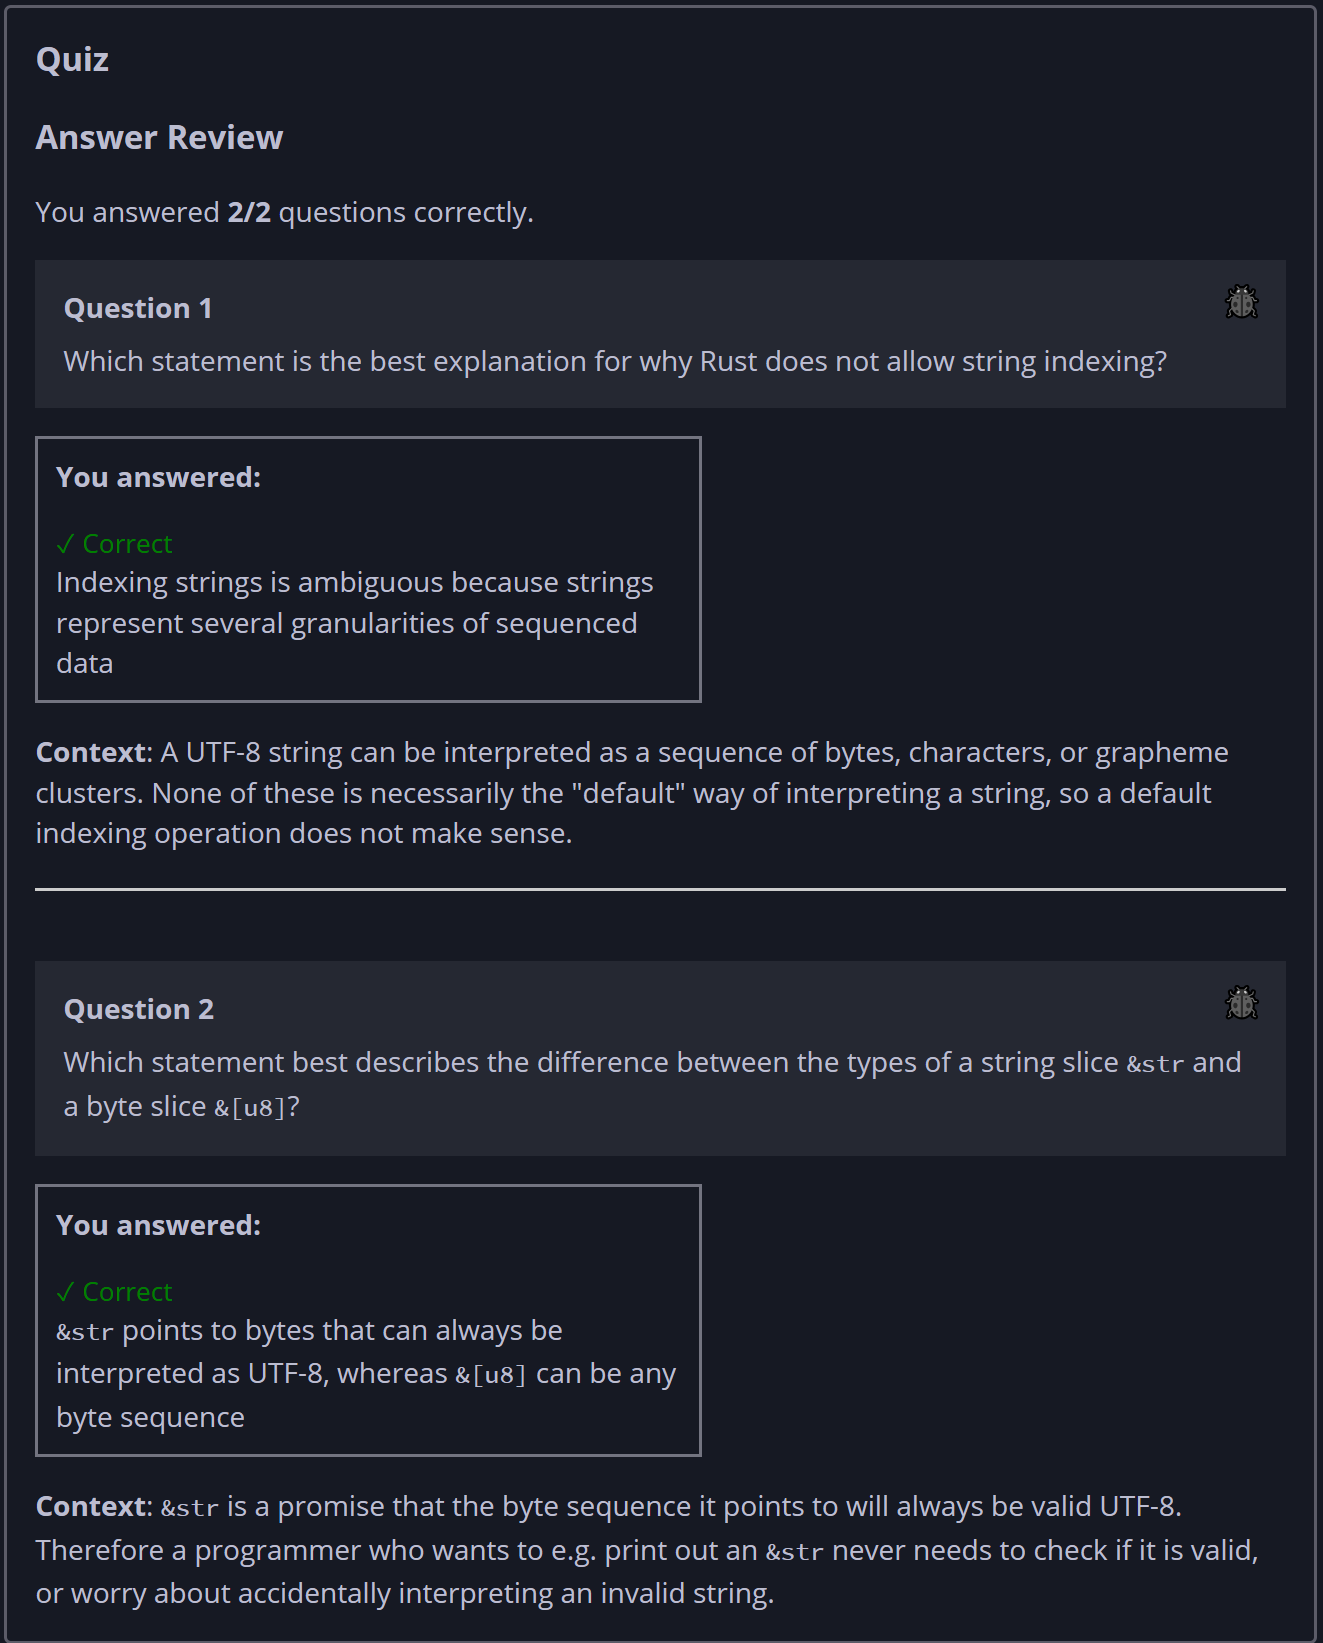 Quiz
Answer Review
You answered 2/2 questions correctly.
Question 1
Which statement is the best explanation for why Rust does not allow string indexing?
You answered:
✓ Correct
Indexing strings is ambiguous because strings
represent several granularities of sequenced
data
Context: A UTF-8 string can be interpreted as a sequence of bytes, characters, or grapheme
clusters. None of these is necessarily the "default" way of interpreting a string, so a default
indexing operation does not make sense.
Question 2
Which statement best describes the difference between the types of a string slice &str and
a byte slice &[u8]?
You answered:
✓ Correct
&str points to bytes that can always be
interpreted as UTF-8, whereas &[u8] can be any
byte sequence
Context: &str is a promise that the byte sequence it points to will always be valid UTF-8.
Therefore a programmer who wants to e.g. print out an &str never needs to check if it is valid,
or worry about accidentally interpreting an invalid string.